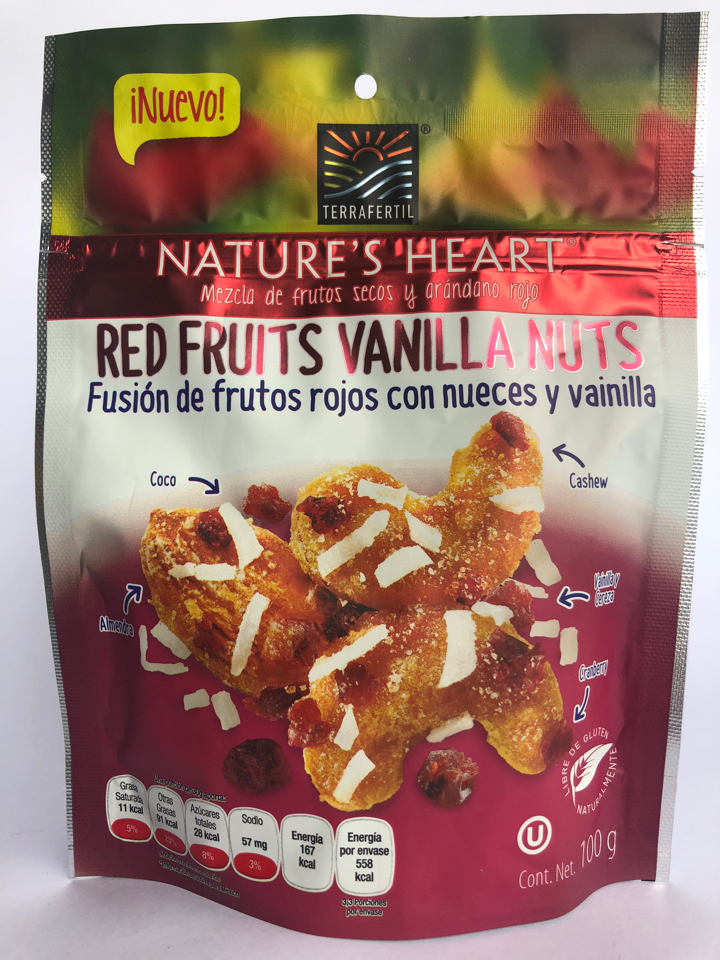 ¡Nuevo!
®
TERRAFERTIL
NATURE'S HEART®
Mezcla de frutos secos y arándano rojo
RED FRUITS VANILLA NUTS
Fusión de frutos rojos con nueces y vainilla
Coco
Cashew
Vainilla y
Cereza
Almendra
Cranberry
LIBRE DE GLUTEN
NATURALMENTE
Grasa
Saturada
11 kcal
5%
Otras
Grasas
91 kcal
Azúcares
totales
28 kcal
8%
Sodio
57 mg
3%
Energía
167
kcal
Energía
por envase
558
kcal
3,3 Porciones
por envase
U
Cont. Net. 100 g